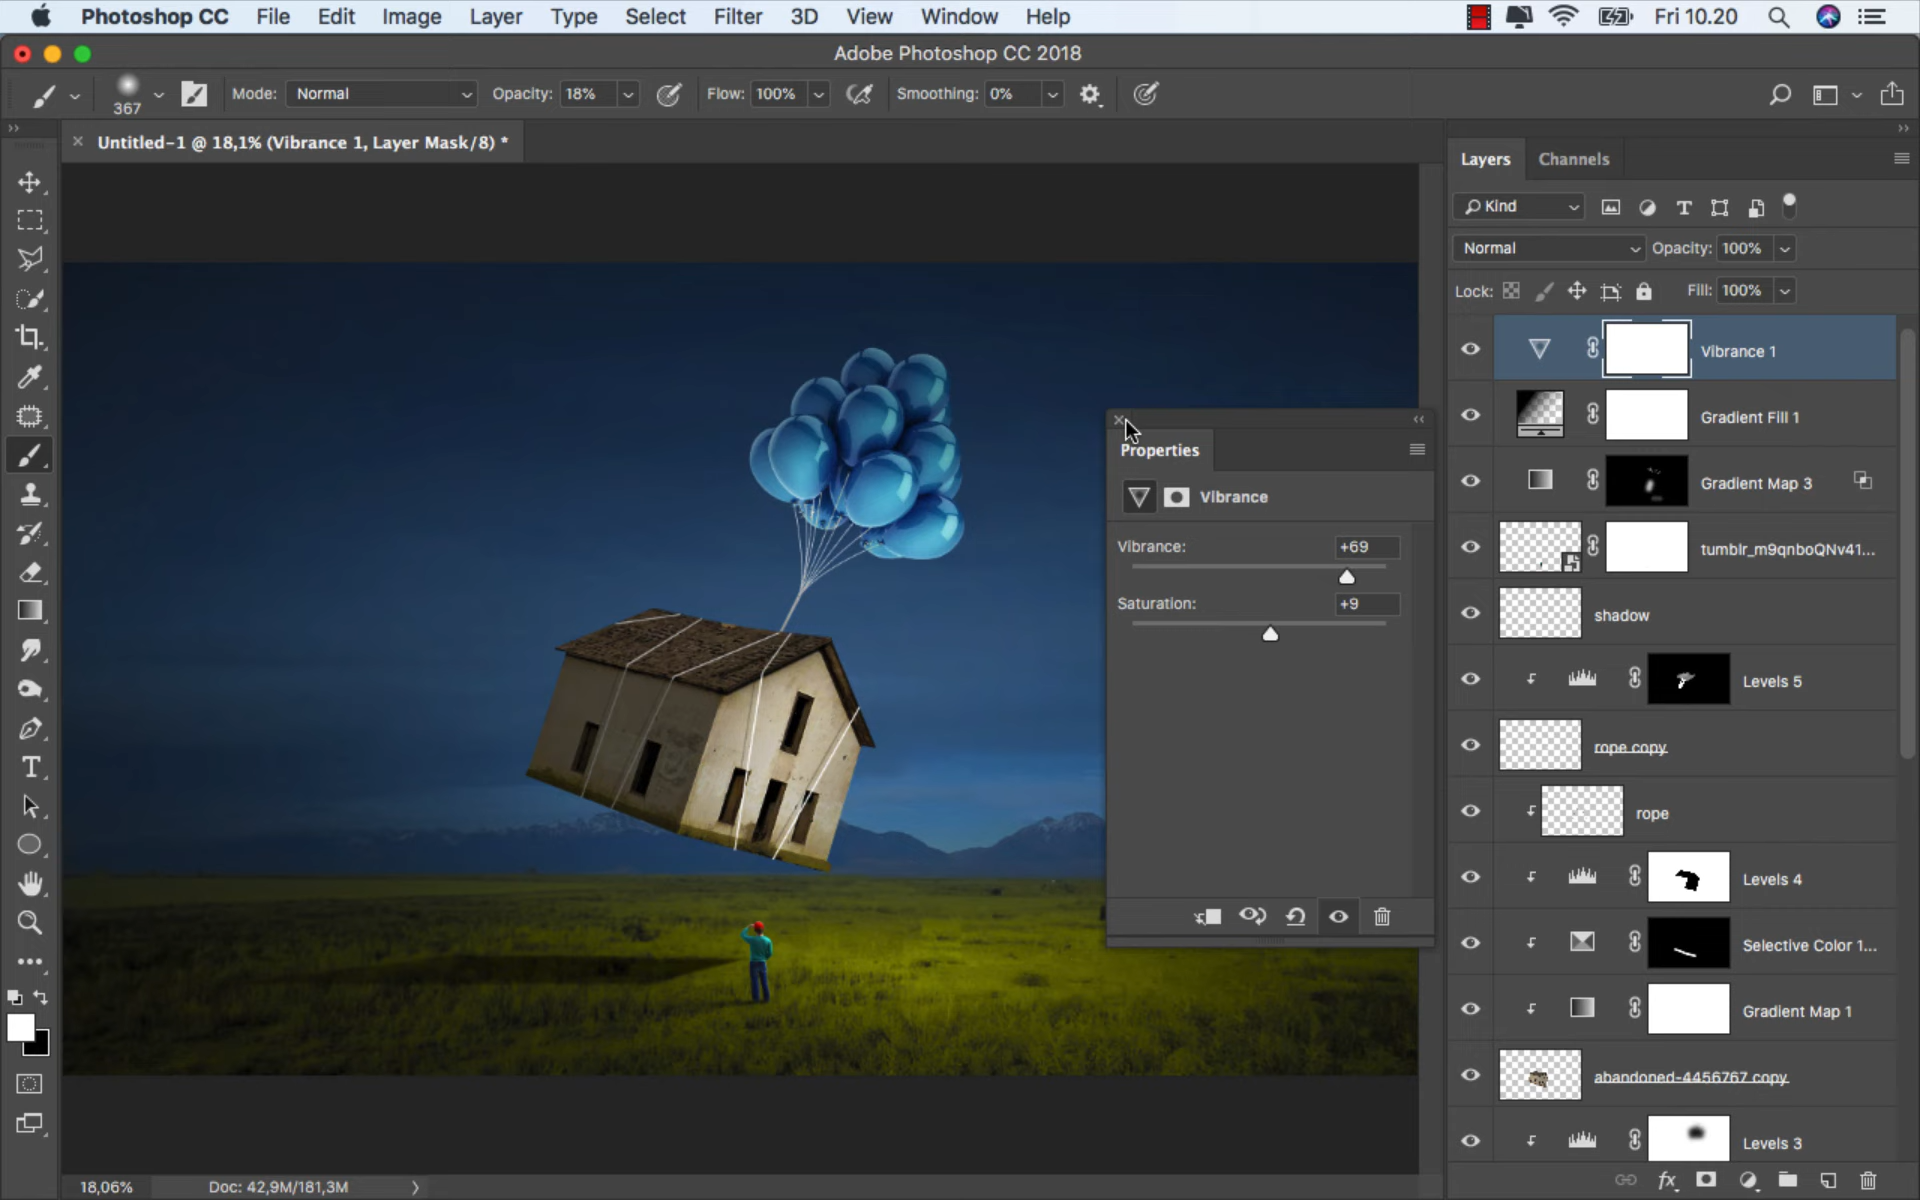 Photoshop CC File Edit Image Layer Type Select Filter 3D View Window Help Fri 10.20
Adobe Photoshop CC 2018
367 Mode: Normal Opacity: 18% Flow: 100% Smoothing: 0%
Untitled-1 @ 18,1% (Vibrance 1, Layer Mask/8) *
Layers Channels
Kind
Normal Opacity: 100%
Lock: Fill: 100%
Vibrance 1
Gradient Fill 1
Gradient Map 3
tumblr_m9qnboQNv41...
shadow
Levels 5
rope copy
rope
Levels 4
Selective Color 1...
Gradient Map 1
abandoned-4456767 copy
Levels 3
Properties
Vibrance
Vibrance: +69
Saturation: +9
18,06% Doc: 42,9M/181,3M